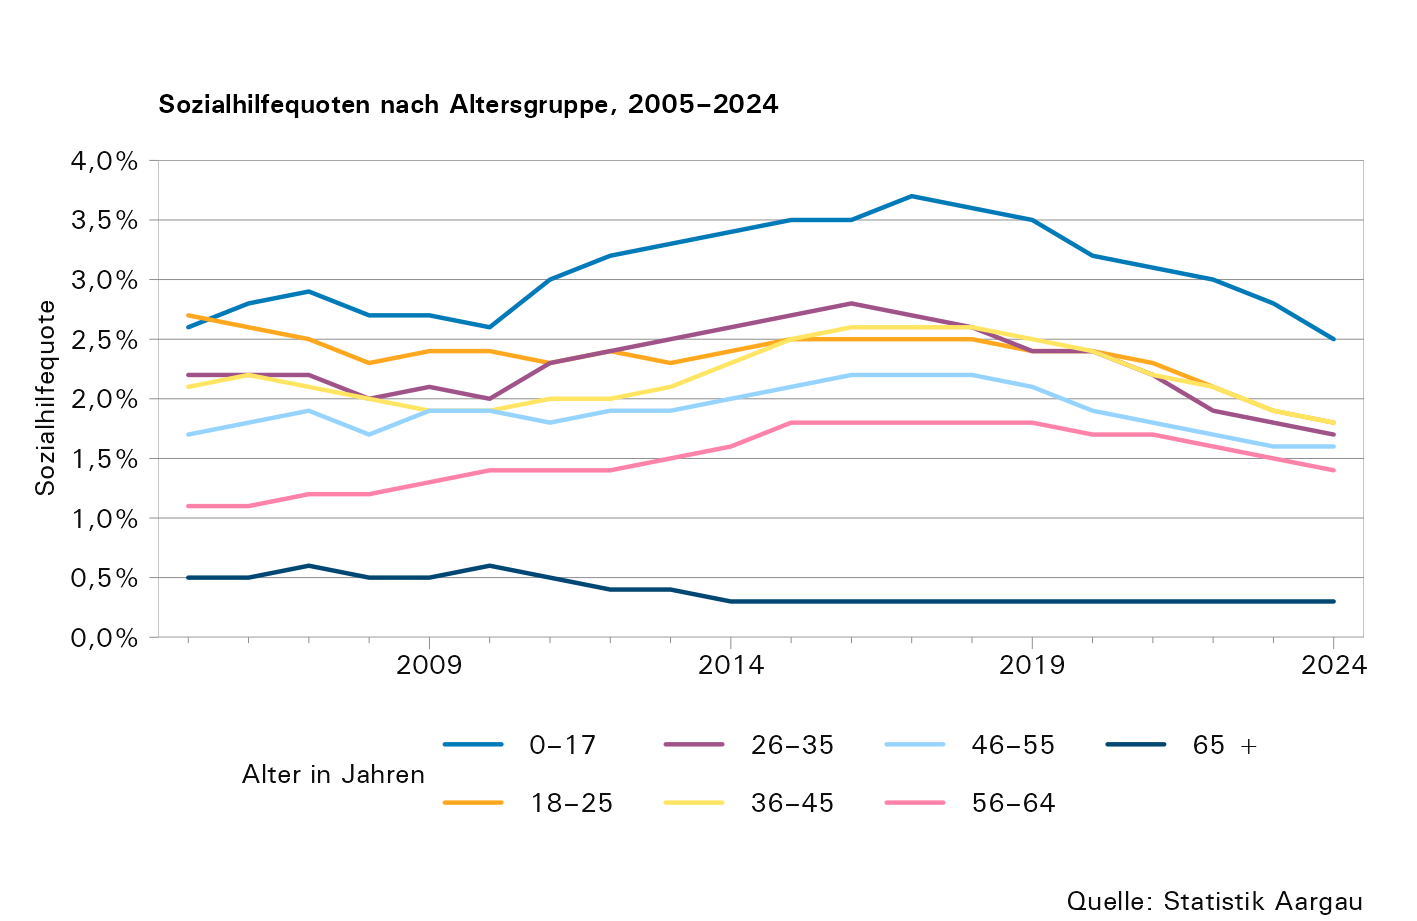 Sozialhilfequoten nach Altersgruppe, 2005–2024
4,0%
3,5%
3,0%
2,5%
2,0%
1,5%
1,0%
0,5%
0,0%
Sozialhilfequote
2009 2014 2019 2024
Alter in Jahren
0–17 26–35 46–55 65 +
18–25 36–45 56–64
Quelle: Statistik Aargau